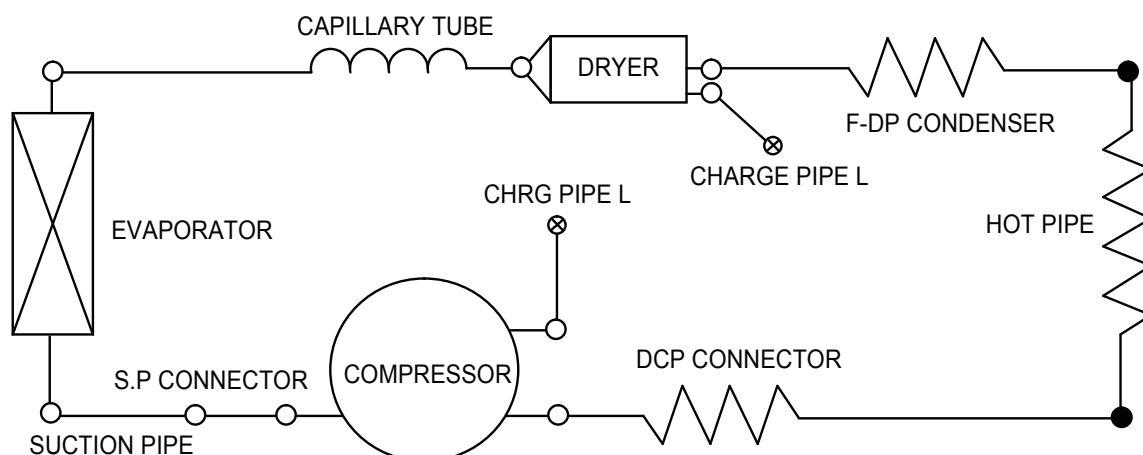 CAPILLARY TUBE
DRYER
F-DP CONDENSER
CHARGE PIPE L
CHRG PIPE L
EVAPORATOR
HOT PIPE
DCP CONNECTOR
S.P CONNECTOR
COMPRESSOR
SUCTION PIPE